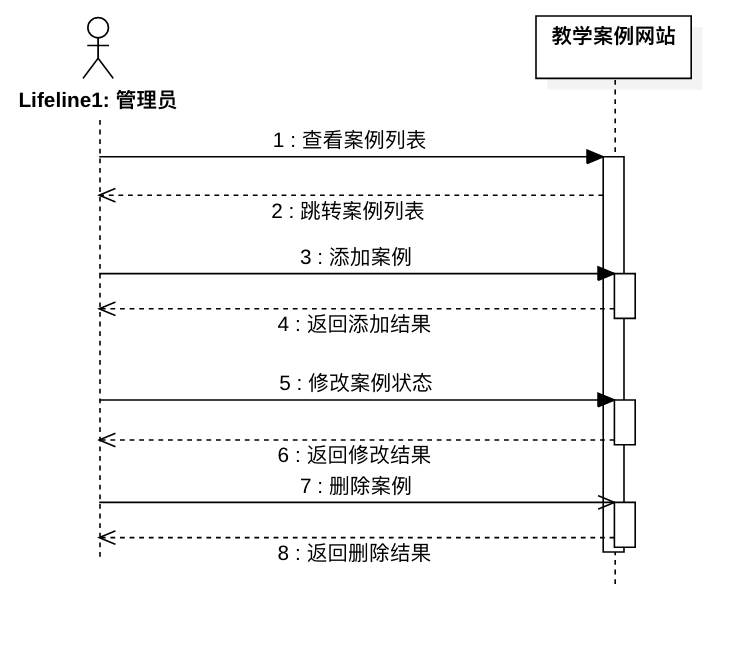 教学案例网站
Lifeline1: 管理员
1 : 查看案例列表
2 : 跳转案例列表
3 : 添加案例
4 : 返回添加结果
5 : 修改案例状态
6 : 返回修改结果
7 : 删除案例
8 : 返回删除结果